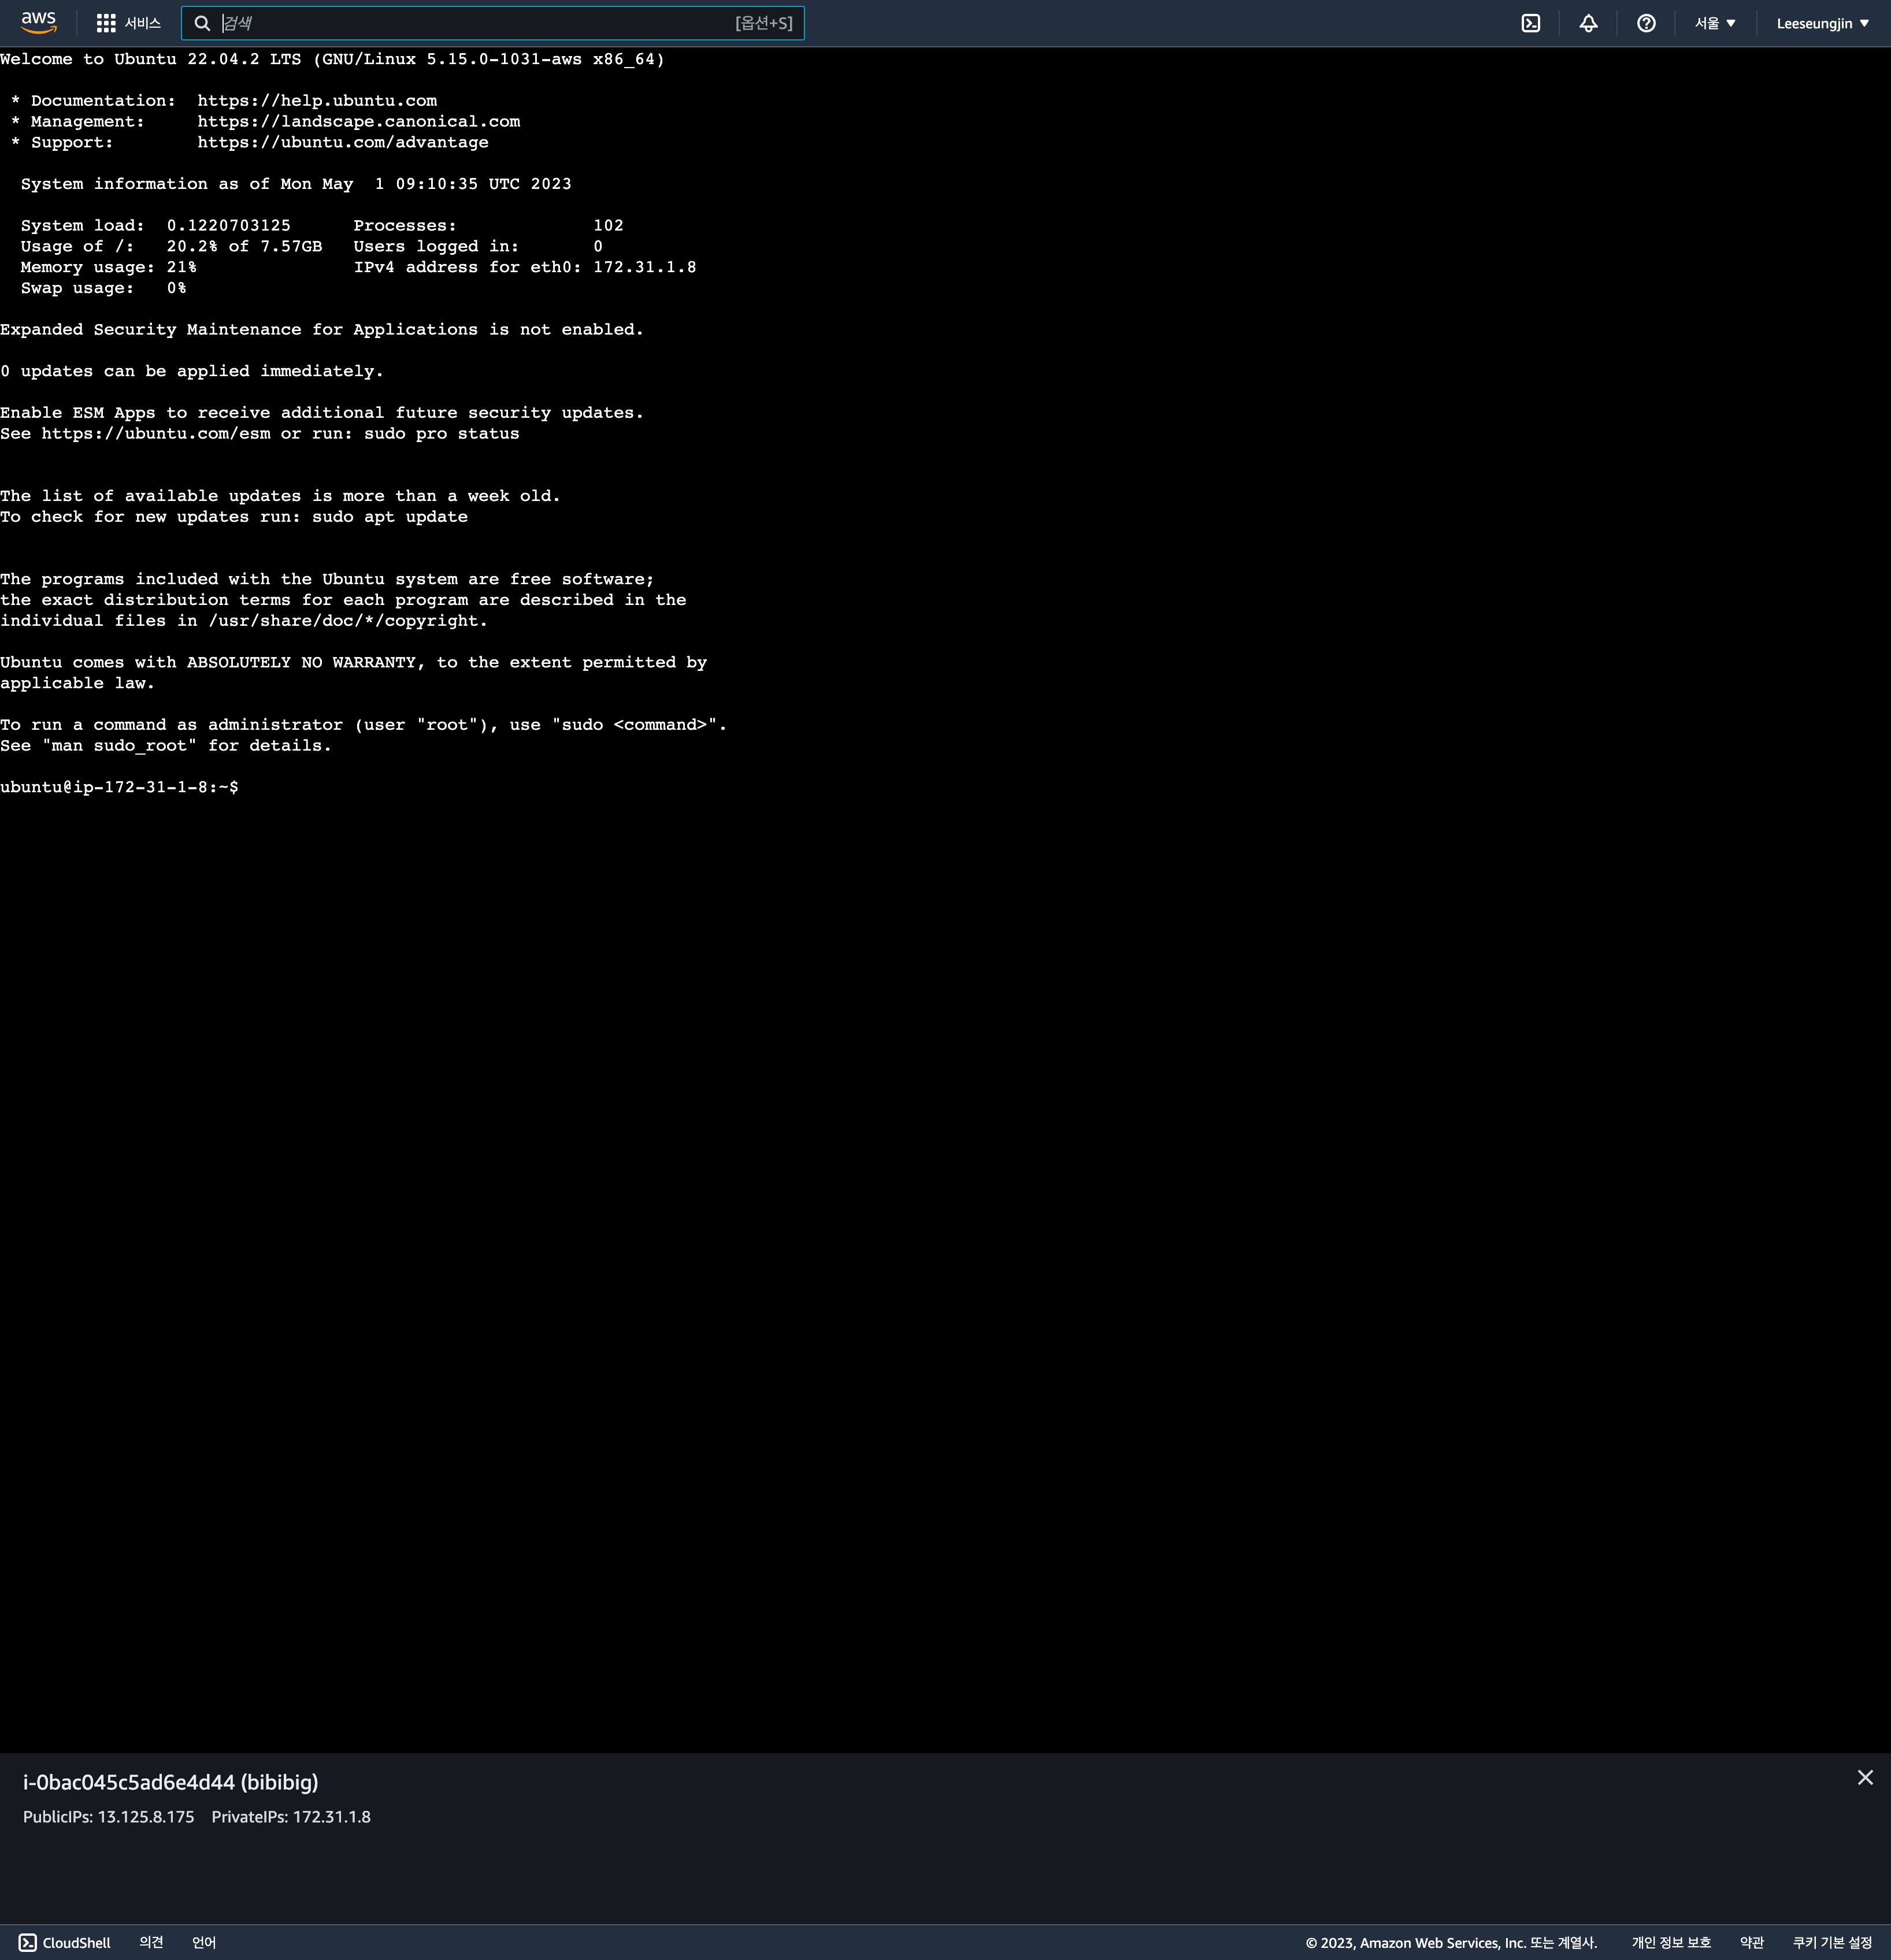 aws 서비스 검색 [옵션+S] 서울 Leeseungjin
Welcome to Ubuntu 22.04.2 LTS (GNU/Linux 5.15.0-1031-aws x86_64)
* Documentation:  https://help.ubuntu.com
* Management:     https://landscape.canonical.com
* Support:        https://ubuntu.com/advantage
System information as of Mon May  1 09:10:35 UTC 2023
System load:  0.1220703125      Processes:             102
Usage of /:   20.2% of 7.57GB   Users logged in:       0
Memory usage: 21%               IPv4 address for eth0: 172.31.1.8
Swap usage:   0%
Expanded Security Maintenance for Applications is not enabled.
0 updates can be applied immediately.
Enable ESM Apps to receive additional future security updates.
See https://ubuntu.com/esm or run: sudo pro status
The list of available updates is more than a week old.
To check for new updates run: sudo apt update
The programs included with the Ubuntu system are free software;
the exact distribution terms for each program are described in the
individual files in /usr/share/doc/*/copyright.
Ubuntu comes with ABSOLUTELY NO WARRANTY, to the extent permitted by
applicable law.
To run a command as administrator (user "root"), use "sudo <command>".
See "man sudo_root" for details.
ubuntu@ip-172-31-1-8:~$
i-0bac045c5ad6e4d44 (bibibig)
PublicIPs: 13.125.8.175 PrivateIPs: 172.31.1.8
CloudShell 의견 언어 © 2023, Amazon Web Services, Inc. 또는 계열사. 개인 정보 보호 약관 쿠키 기본 설정